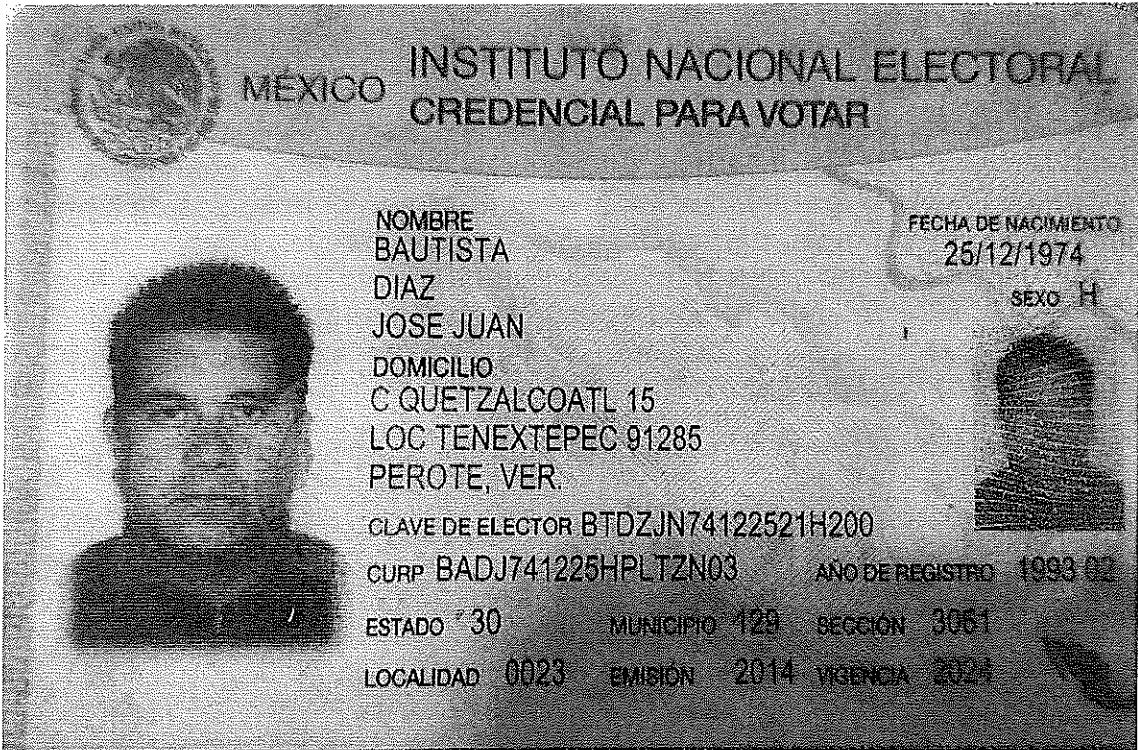 MÉXICO
INSTITUTO NACIONAL ELECTORAL
CREDENCIAL PARA VOTAR
NOMBRE
BAUTISTA
DIAZ
JOSE JUAN
FECHA DE NACIMIENTO
25/12/1974
SEXO H
DOMICILIO
C QUETZALCOATL 15
LOC TENEXTEPEC 91285
PEROTE, VER.
CLAVE DE ELECTOR BTDZJN74122521H200
CURP BADJ741225HPLTZN03 AÑO DE REGISTRO 1993 02
ESTADO 30 MUNICIPIO 129 SECCIÓN 3061
LOCALIDAD 0023 EMISIÓN 2014 VIGENCIA 2024